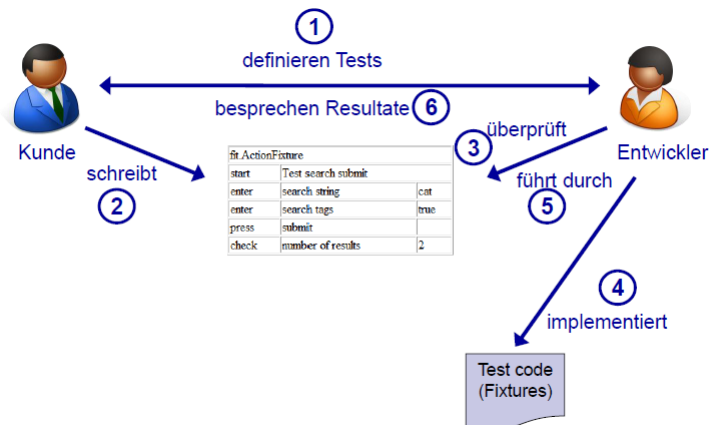 1
definieren Tests
besprechen Resultate 6
Kunde
schreibt
2
3 überprüft
Entwickler
führt durch
5
fit.ActionFixture
start Test search submit
enter search string cat
enter search tags true
press submit
check number of results 2
4
implementiert
Test code
(Fixtures)